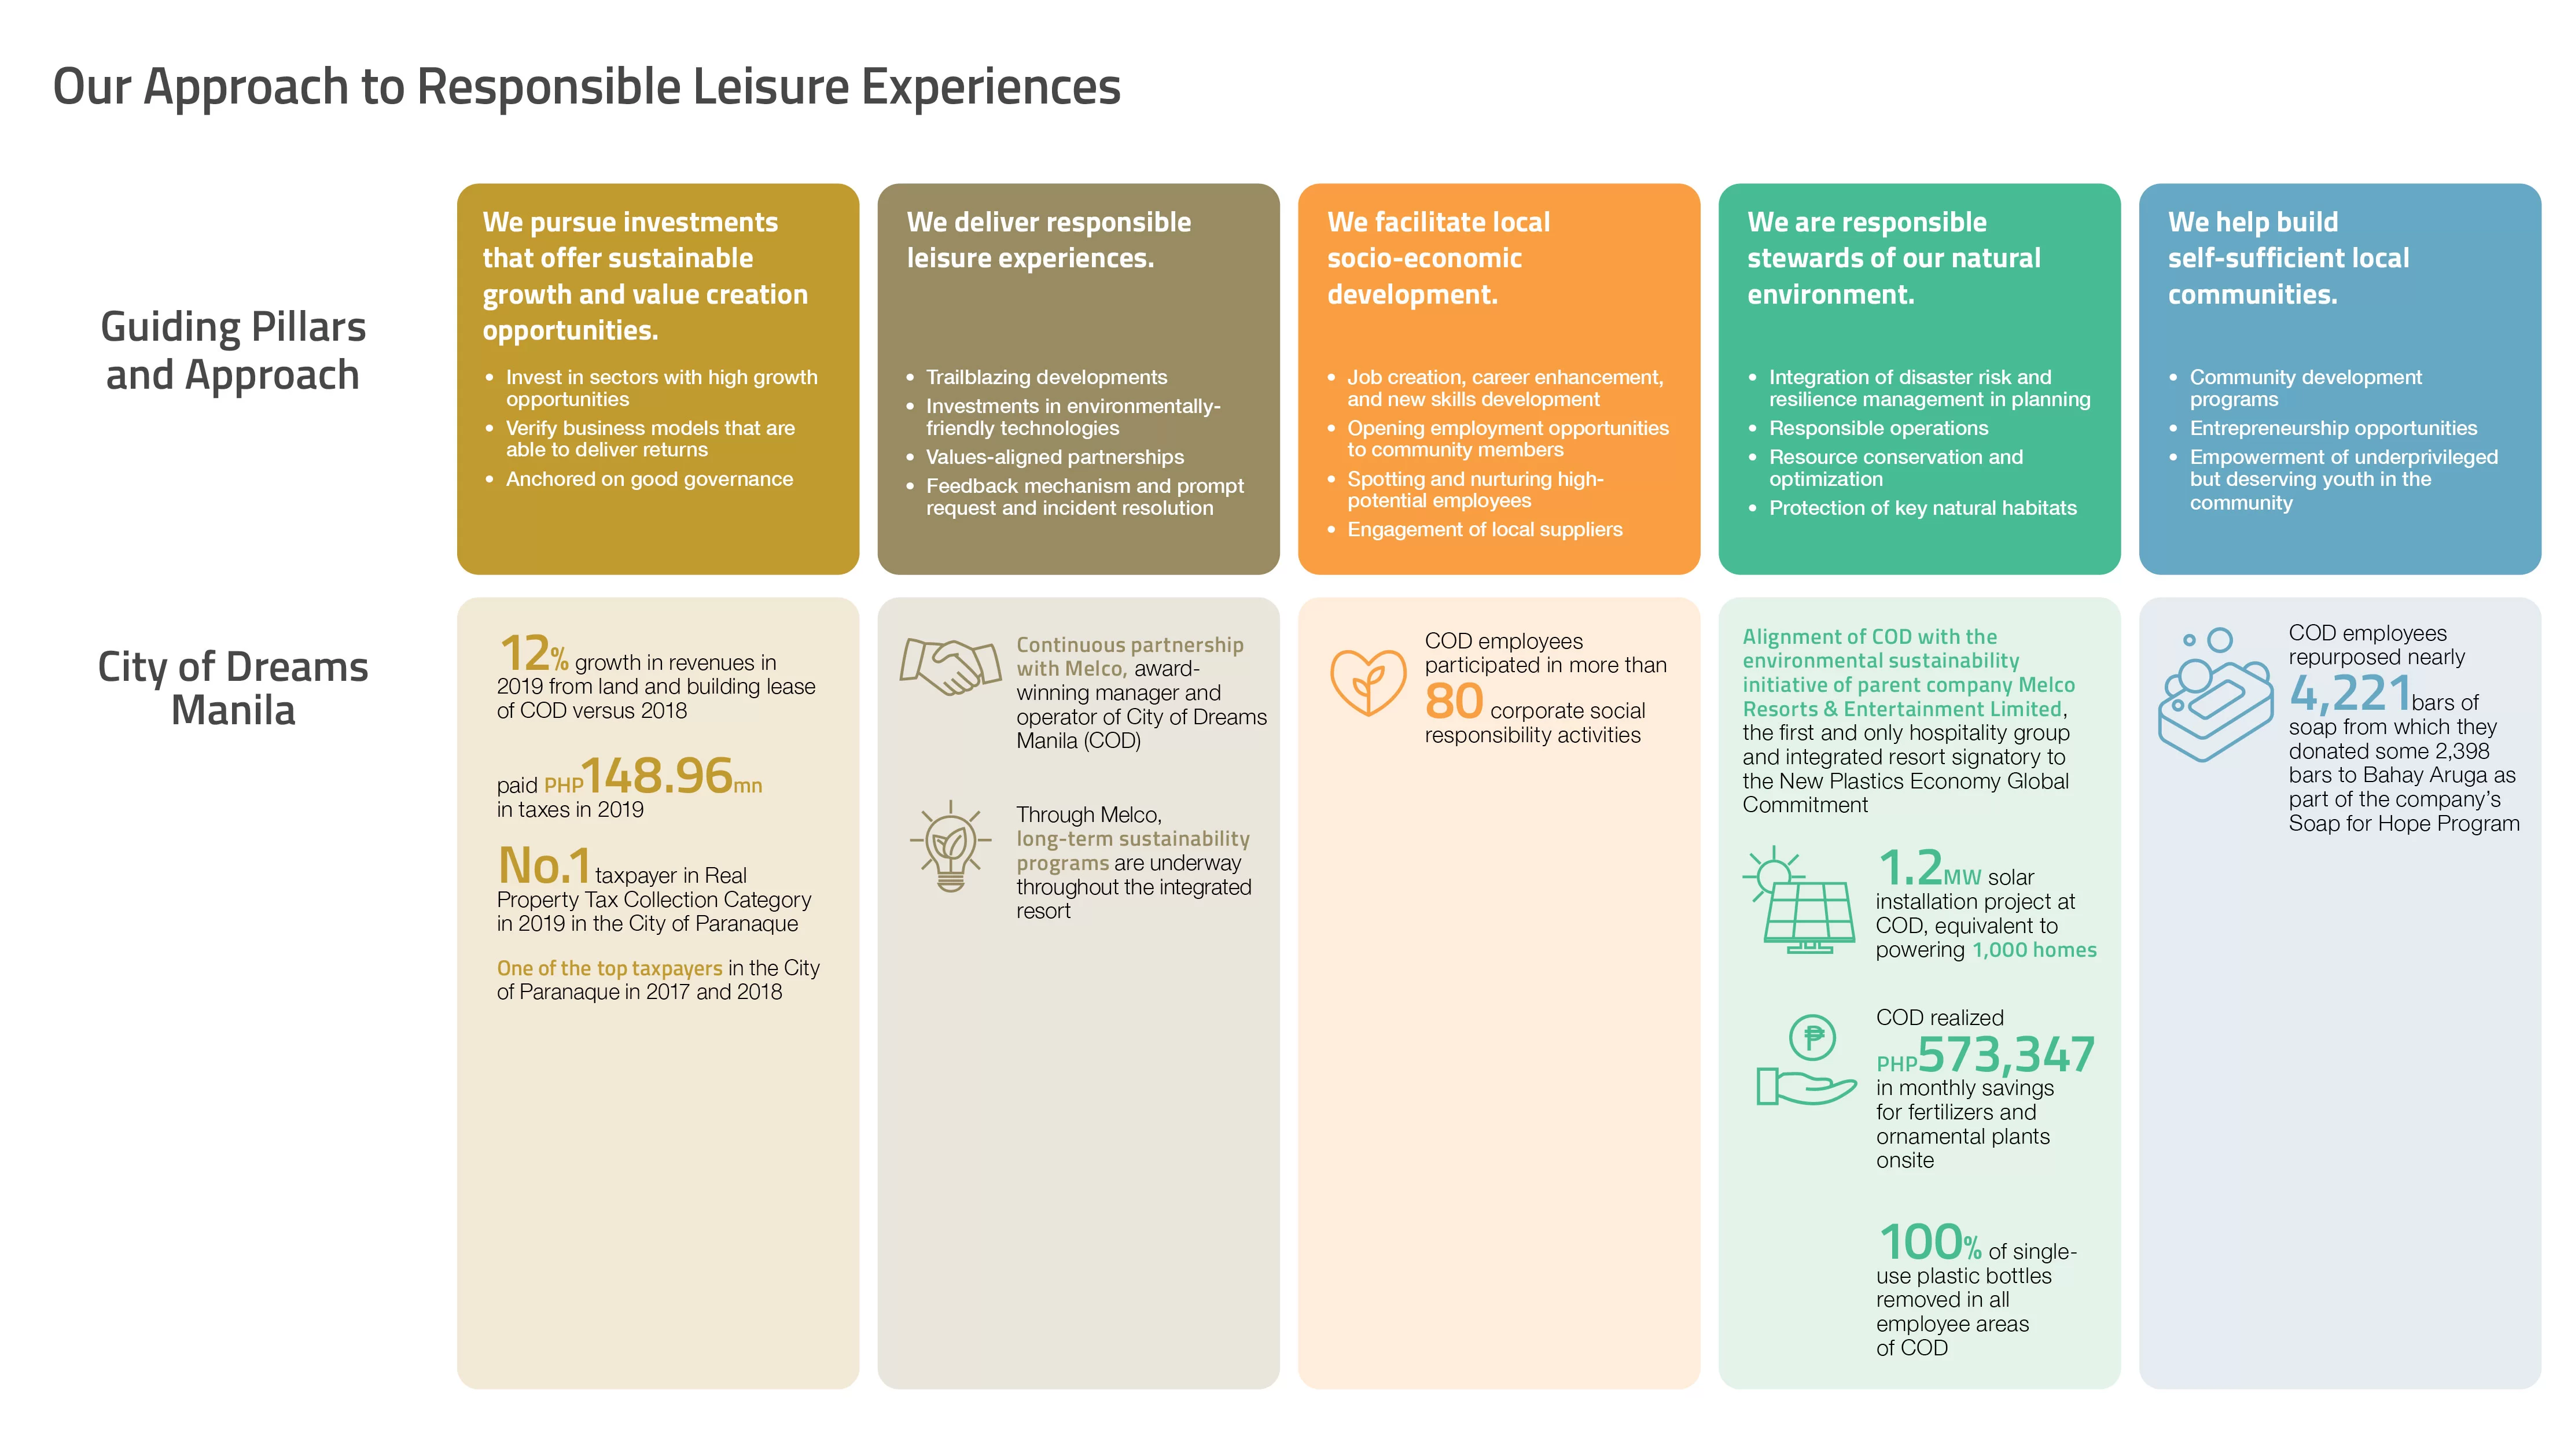 Our Approach to Responsible Leisure Experiences
Guiding Pillars
and Approach
We pursue investments
that offer sustainable
growth and value creation
opportunities.
• Invest in sectors with high growth
opportunities
• Verify business models that are
able to deliver returns
• Anchored on good governance
We deliver responsible
leisure experiences.
• Trailblazing developments
• Investments in environmentally-
friendly technologies
• Values-aligned partnerships
• Feedback mechanism and prompt
request and incident resolution
We facilitate local
socio-economic
development.
• Job creation, career enhancement,
and new skills development
• Opening employment opportunities
to community members
• Spotting and nurturing high-
potential employees
• Engagement of local suppliers
We are responsible
stewards of our natural
environment.
• Integration of disaster risk and
resilience management in planning
• Responsible operations
• Resource conservation and
optimization
• Protection of key natural habitats
We help build
self-sufficient local
communities.
• Community development
programs
• Entrepreneurship opportunities
• Empowerment of underprivileged
but deserving youth in the
community
City of Dreams
Manila
12% growth in revenues in
2019 from land and building lease
of COD versus 2018
paid PHP148.96mn
in taxes in 2019
No.1 taxpayer in Real
Property Tax Collection Category
in 2019 in the City of Paranaque
One of the top taxpayers in the City
of Paranaque in 2017 and 2018
Continuous partnership
with Melco, award-
winning manager and
operator of City of Dreams
Manila (COD)
Through Melco,
long-term sustainability
programs are underway
throughout the integrated
resort
COD employees
participated in more than
80 corporate social
responsibility activities
Alignment of COD with the
environmental sustainability
initiative of parent company Melco
Resorts & Entertainment Limited,
the first and only hospitality group
and integrated resort signatory to
the New Plastics Economy Global
Commitment
1.2MW solar
installation project at
COD, equivalent to
powering 1,000 homes
₱
COD realized
PHP573,347
in monthly savings
for fertilizers and
ornamental plants
onsite
100% of single-
use plastic bottles
removed in all
employee areas
of COD
COD employees
repurposed nearly
4,221 bars of
soap from which they
donated some 2,398
bars to Bahay Aruga as
part of the company's
Soap for Hope Program